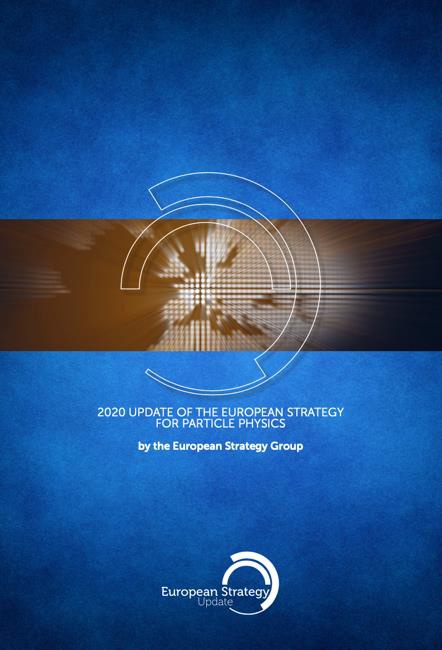 2020 UPDATE OF THE EUROPEAN STRATEGY
FOR PARTICLE PHYSICS
by the European Strategy Group
European Strategy
Update